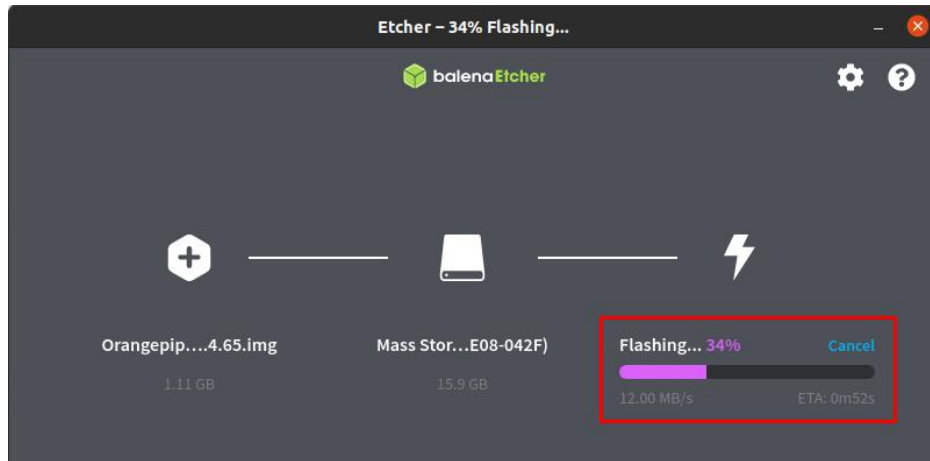 Etcher – 34% Flashing...
balenaEtcher
Orangepip....4.65.img
1.11 GB
Mass Stor...E08-042F)
15.9 GB
Flashing... 34%
Cancel
12.00 MB/s
ETA: 0m52s